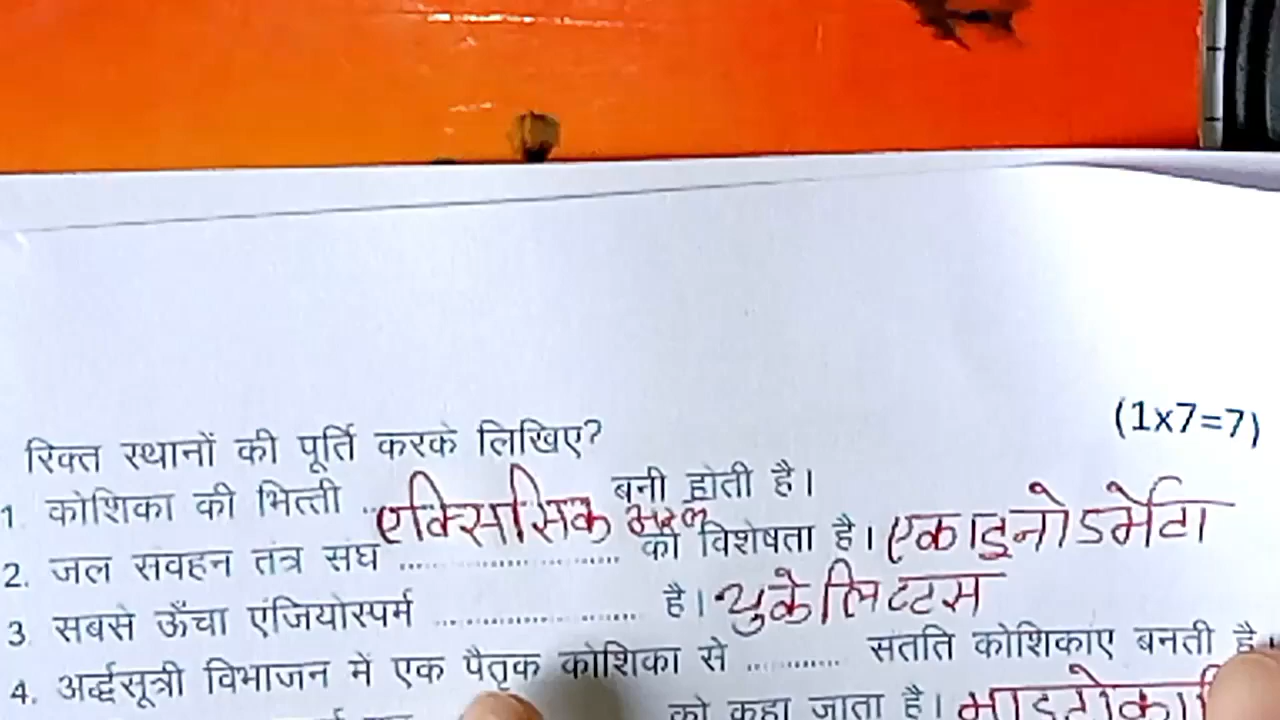 (1x7=7)
रिक्त स्थानों की पूर्ति करके लिखिए?
1. कोशिका की भित्ती .. एक्सिसिक अम्ल बनी होती है।
2. जल संवहन तंत्र संघ .................... की विशेषता है। एकाइनोडर्मेटा
3. सबसे ऊँचा एंजियोस्पर्म .................... है। युकेलिप्टस
4. अर्द्धसूत्री विभाजन में एक पैतृक कोशिका से .......... संतति कोशिकाएं बनती है।
को कहा जाता है।